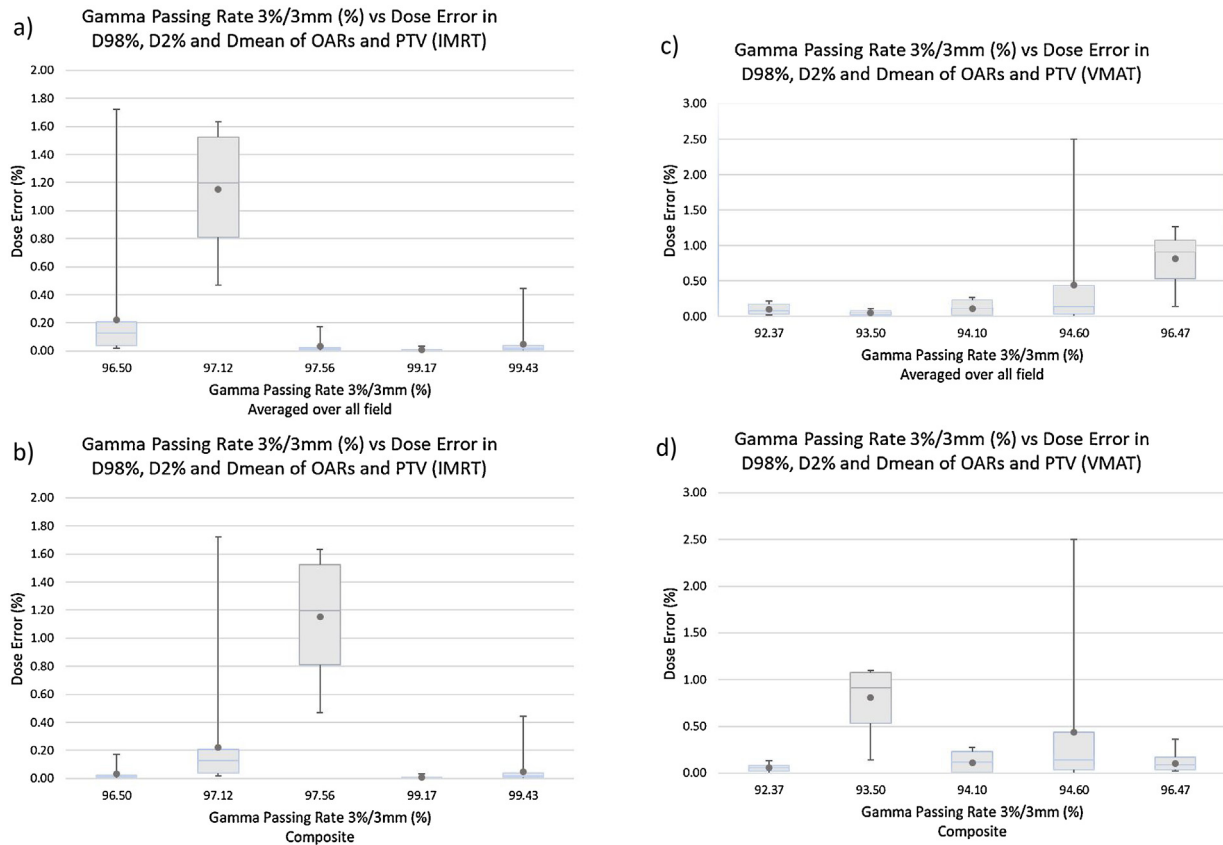 a)
Gamma Passing Rate 3%/3mm (%) vs Dose Error in
D98%, D2% and Dmean of OARs and PTV (IMRT)
2.00
1.80
1.60
1.40
1.20
1.00
0.80
0.60
0.40
0.20
0.00
Dose Error (%)
96.50 97.12 97.56 99.17 99.43
Gamma Passing Rate 3%/3mm (%)
Averaged over all field
b)
Gamma Passing Rate 3%/3mm (%) vs Dose Error in
D98%, D2% and Dmean of OARs and PTV (IMRT)
2.00
1.80
1.60
1.40
1.20
1.00
0.80
0.60
0.40
0.20
0.00
Dose Error (%)
96.50 97.12 97.56 99.17 99.43
Gamma Passing Rate 3%/3mm (%)
Composite
c)
Gamma Passing Rate 3%/3mm (%) vs Dose Error in
D98%, D2% and Dmean of OARs and PTV (VMAT)
3.00
2.50
2.00
1.50
1.00
0.50
0.00
Dose Error (%)
92.37 93.50 94.10 94.60 96.47
Gamma Passing Rate 3%/3mm (%)
Averaged over all field
d)
Gamma Passing Rate 3%/3mm (%) vs Dose Error in
D98%, D2% and Dmean of OARs and PTV (VMAT)
3.00
2.50
2.00
1.50
1.00
0.50
0.00
Dose Error (%)
92.37 93.50 94.10 94.60 96.47
Gamma Passing Rate 3%/3mm (%)
Composite